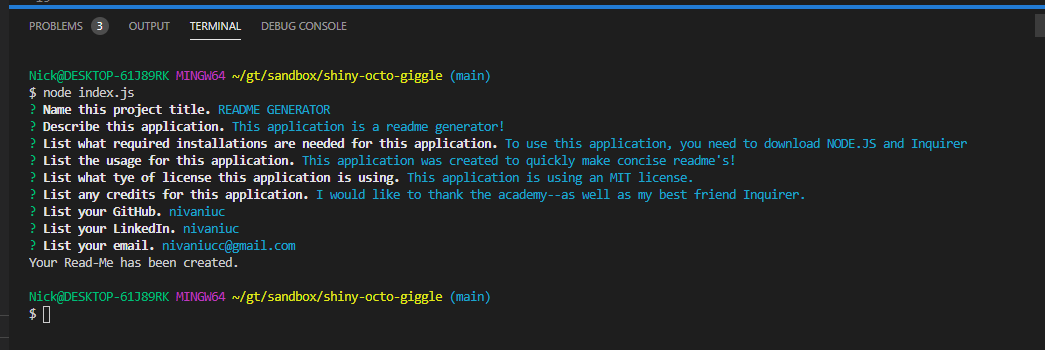 PROBLEMS 3 OUTPUT TERMINAL DEBUG CONSOLE
Nick@DESKTOP-61J89RK MINGW64 ~/gt/sandbox/shiny-octo-giggle (main)
$ node index.js
? Name this project title. README GENERATOR
? Describe this application. This application is a readme generator!
? List what required installations are needed for this application. To use this application, you need to download NODE.JS and Inquirer
? List the usage for this application. This application was created to quickly make concise readme's!
? List what tye of license this application is using. This application is using an MIT license.
? List any credits for this application. I would like to thank the academy--as well as my best friend Inquirer.
? List your GitHub. nivaniuc
? List your LinkedIn. nivaniuc
? List your email. nivaniucc@gmail.com
Your Read-Me has been created.
Nick@DESKTOP-61J89RK MINGW64 ~/gt/sandbox/shiny-octo-giggle (main)
$